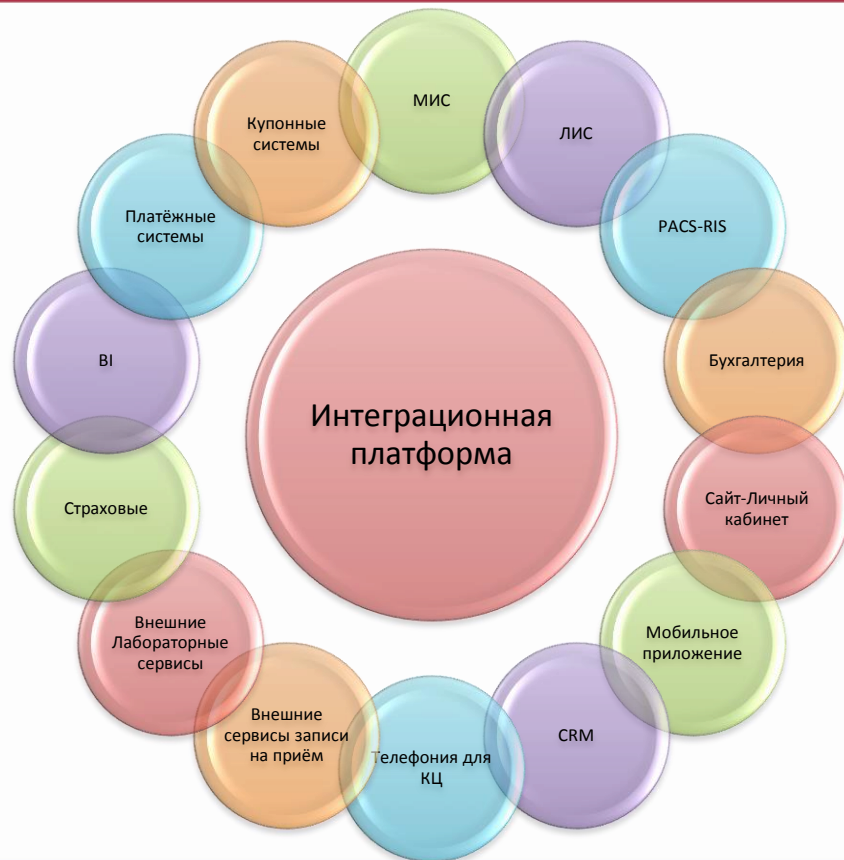 МИС
ЛИС
PACS-RIS
Бухгалтерия
Сайт-Личный
кабинет
Мобильное
приложение
CRM
Телефония для
КЦ
Внешние
сервисы записи
на приём
Внешние
Лабораторные
сервисы
Страховые
BI
Платёжные
системы
Купонные
системы
Интеграционная
платформа